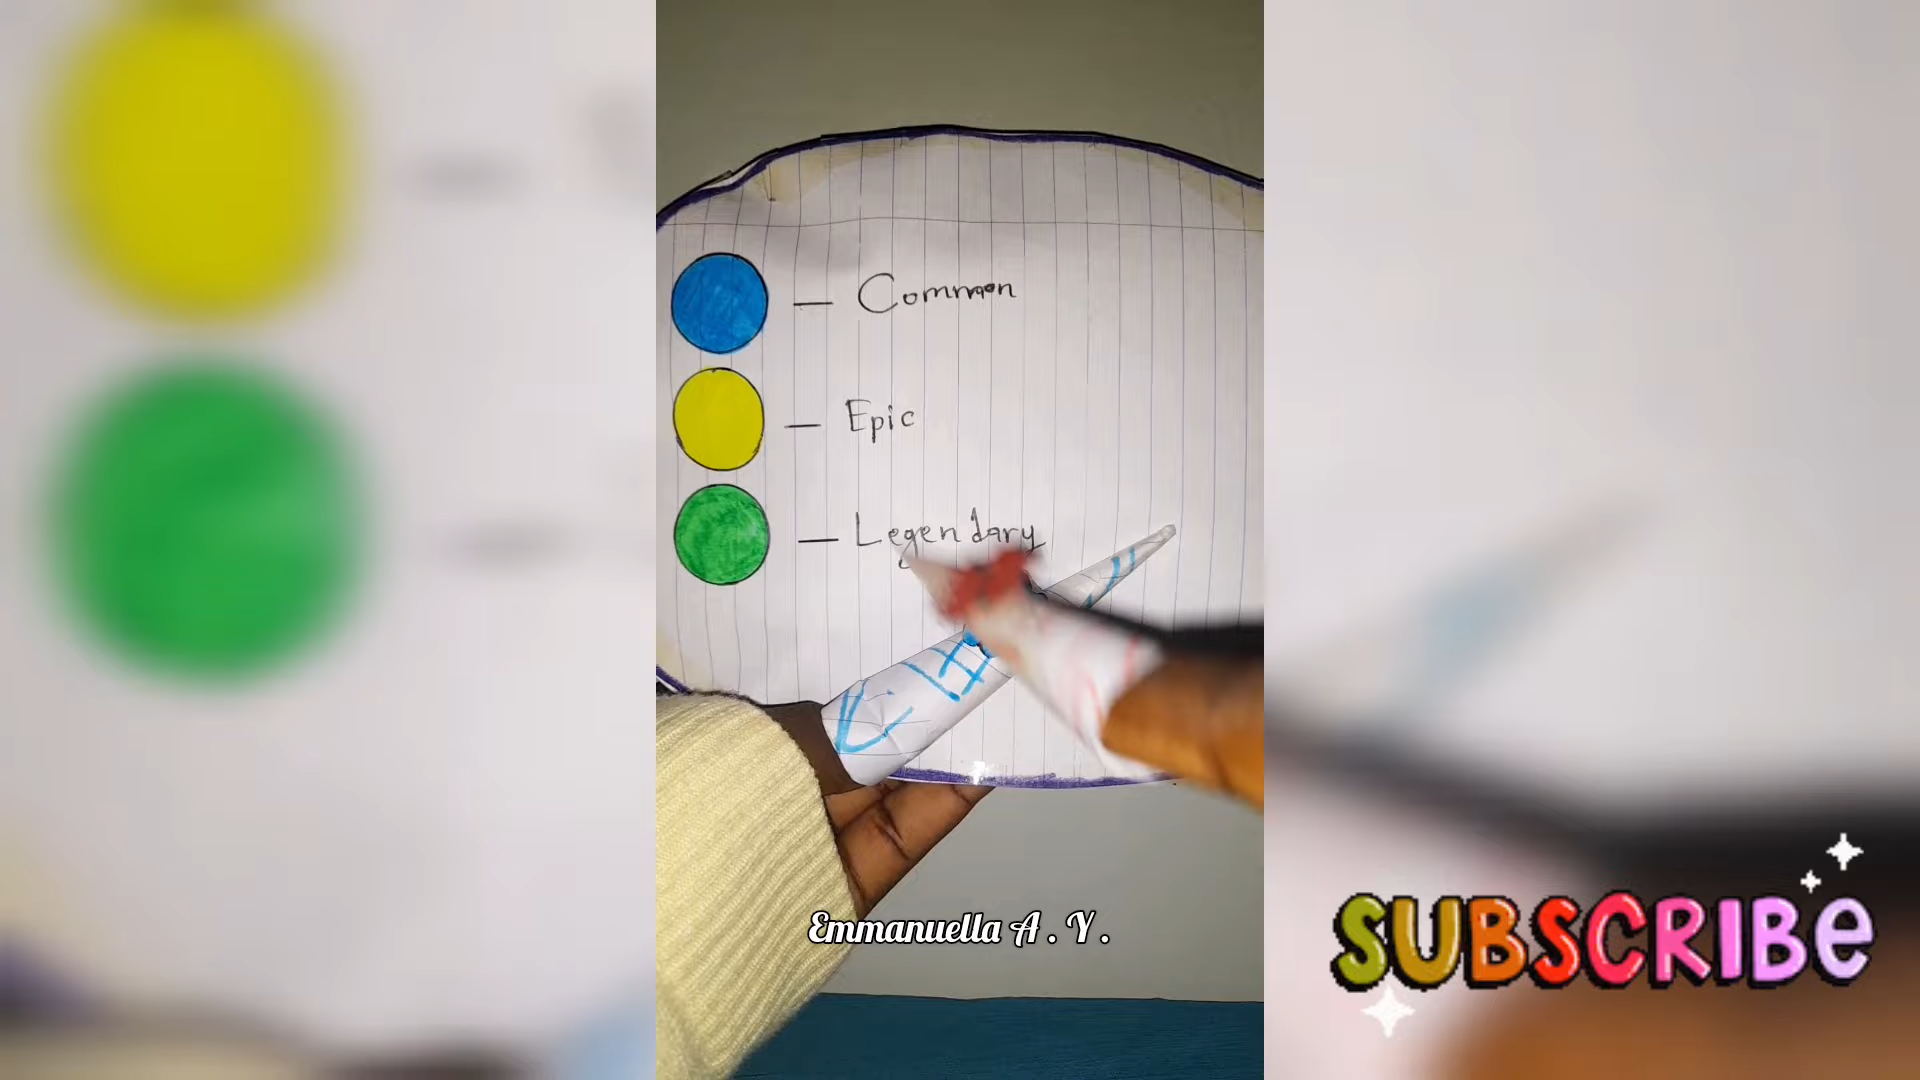 — Common
— Epic
— Legendary
Emmanuella A . Y .
SUBSCRIBE